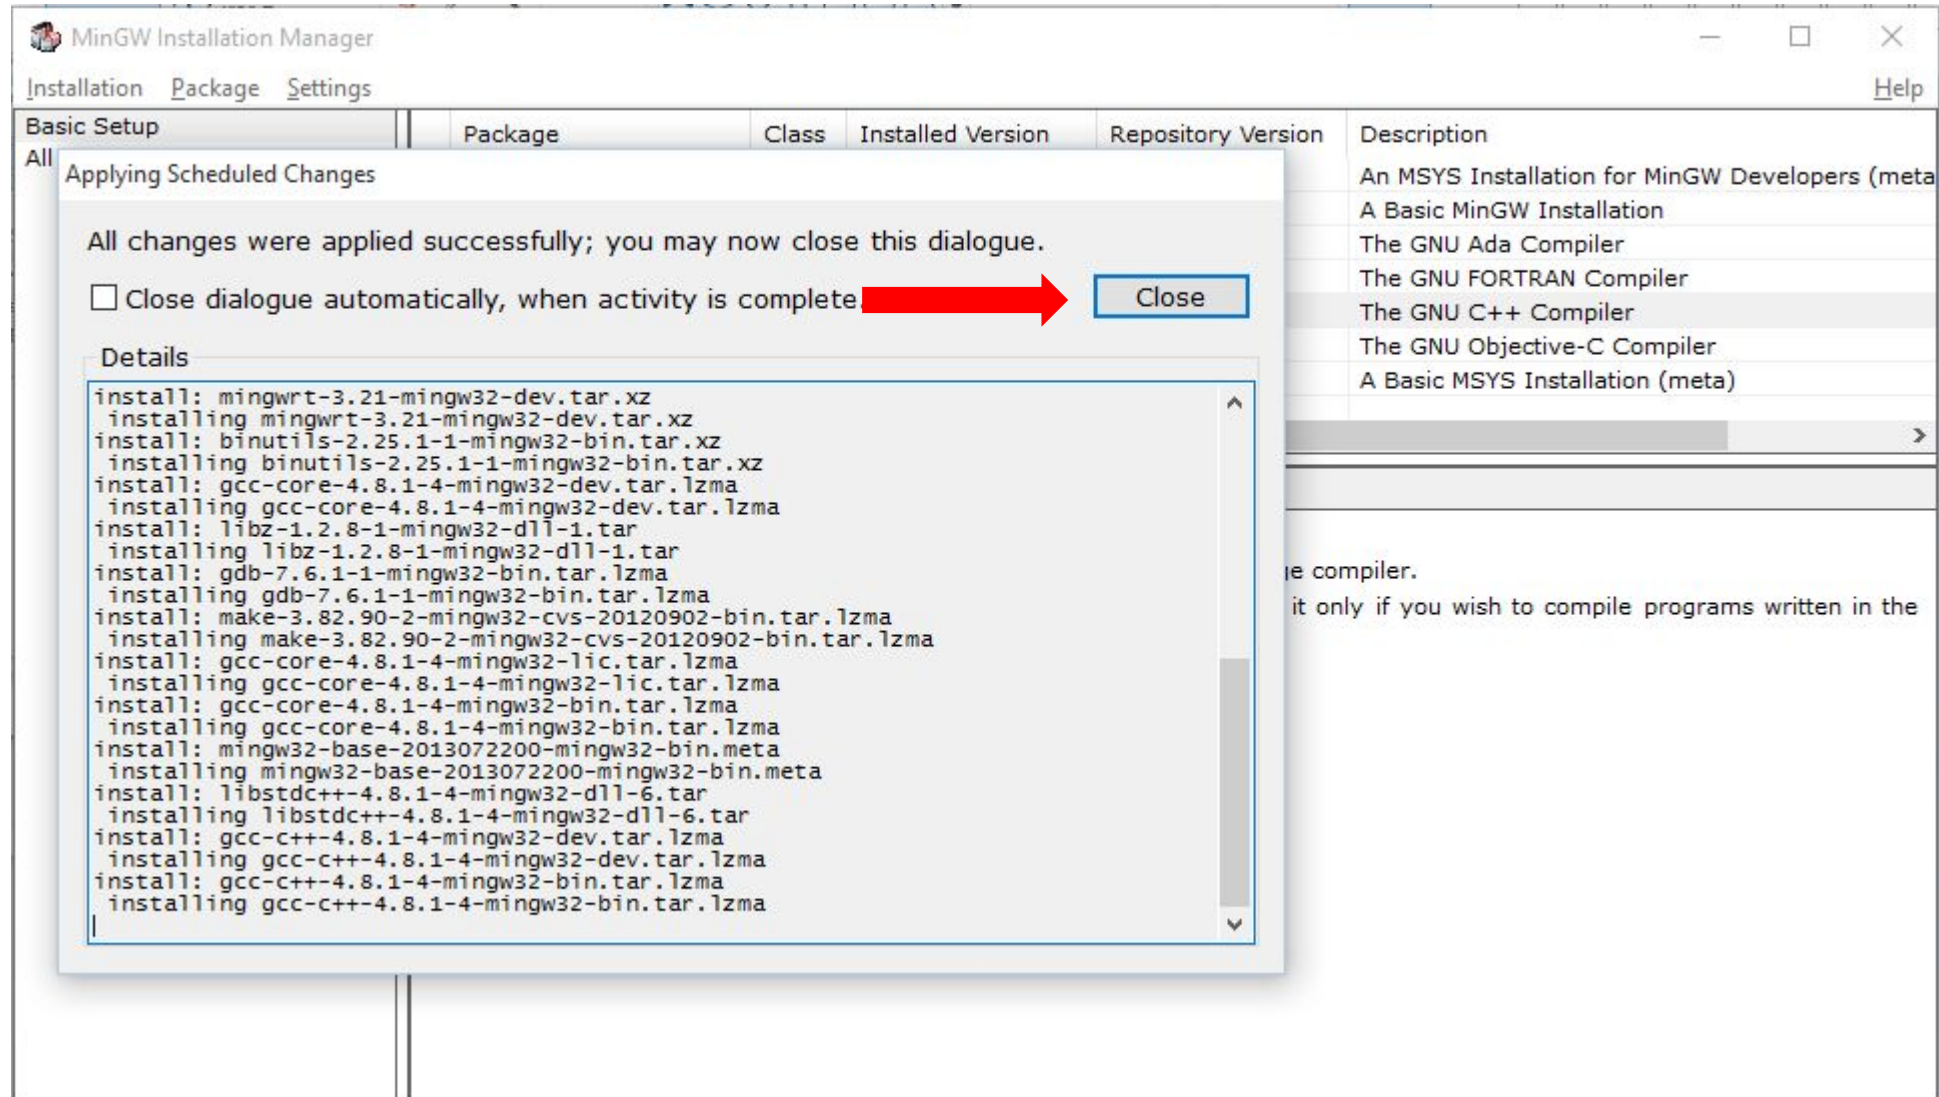 MinGW Installation Manager
Installation Package Settings Help
Basic Setup
All
Package Class Installed Version Repository Version Description
An MSYS Installation for MinGW Developers (meta
A Basic MinGW Installation
The GNU Ada Compiler
The GNU FORTRAN Compiler
The GNU C++ Compiler
The GNU Objective-C Compiler
A Basic MSYS Installation (meta)
compiler.
it only if you wish to compile programs written in the
Applying Scheduled Changes
All changes were applied successfully; you may now close this dialogue.
Close dialogue automatically, when activity is complete.
Close
Details
install: mingwrt-3.21-mingw32-dev.tar.xz
installing mingwrt-3.21-mingw32-dev.tar.xz
install: binutils-2.25.1-1-mingw32-bin.tar.xz
installing binutils-2.25.1-1-mingw32-bin.tar.xz
install: gcc-core-4.8.1-4-mingw32-dev.tar.lzma
installing gcc-core-4.8.1-4-mingw32-dev.tar.lzma
install: libz-1.2.8-1-mingw32-dll-1.tar
installing libz-1.2.8-1-mingw32-dll-1.tar
install: gdb-7.6.1-1-mingw32-bin.tar.lzma
installing gdb-7.6.1-1-mingw32-bin.tar.lzma
install: make-3.82.90-2-mingw32-cvs-20120902-bin.tar.lzma
installing make-3.82.90-2-mingw32-cvs-20120902-bin.tar.lzma
install: gcc-core-4.8.1-4-mingw32-lic.tar.lzma
installing gcc-core-4.8.1-4-mingw32-lic.tar.lzma
install: gcc-core-4.8.1-4-mingw32-bin.tar.lzma
installing gcc-core-4.8.1-4-mingw32-bin.tar.lzma
install: mingw32-base-2013072200-mingw32-bin.meta
installing mingw32-base-2013072200-mingw32-bin.meta
install: libstdc++-4.8.1-4-mingw32-dll-6.tar
installing libstdc++-4.8.1-4-mingw32-dll-6.tar
install: gcc-c++-4.8.1-4-mingw32-dev.tar.lzma
installing gcc-c++-4.8.1-4-mingw32-dev.tar.lzma
install: gcc-c++-4.8.1-4-mingw32-bin.tar.lzma
installing gcc-c++-4.8.1-4-mingw32-bin.tar.lzma